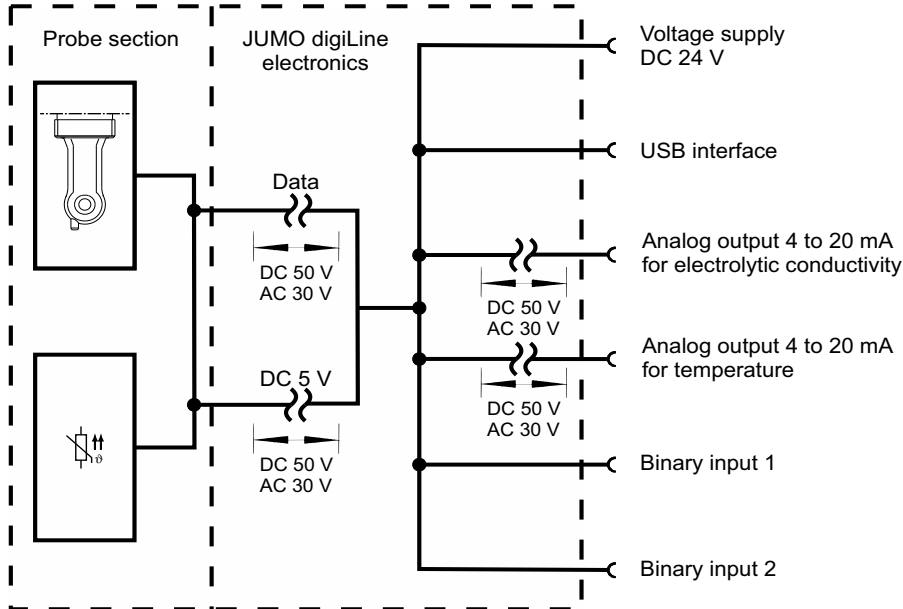 Probe section
JUMO digiLine
electronics
Data
DC 50 V
AC 30 V
DC 5 V
DC 50 V
AC 30 V
ϑ
Voltage supply
DC 24 V
USB interface
Analog output 4 to 20 mA
for electrolytic conductivity
DC 50 V
AC 30 V
Analog output 4 to 20 mA
for temperature
DC 50 V
AC 30 V
Binary input 1
Binary input 2